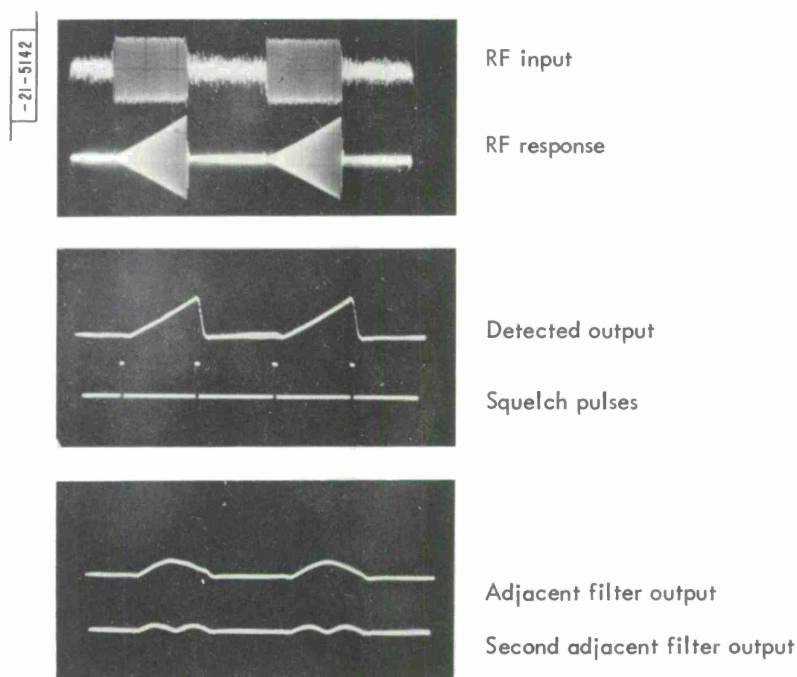 -21-5142
RF input
RF response
Detected output
Squelch pulses
Adjacent filter output
Second adjacent filter output